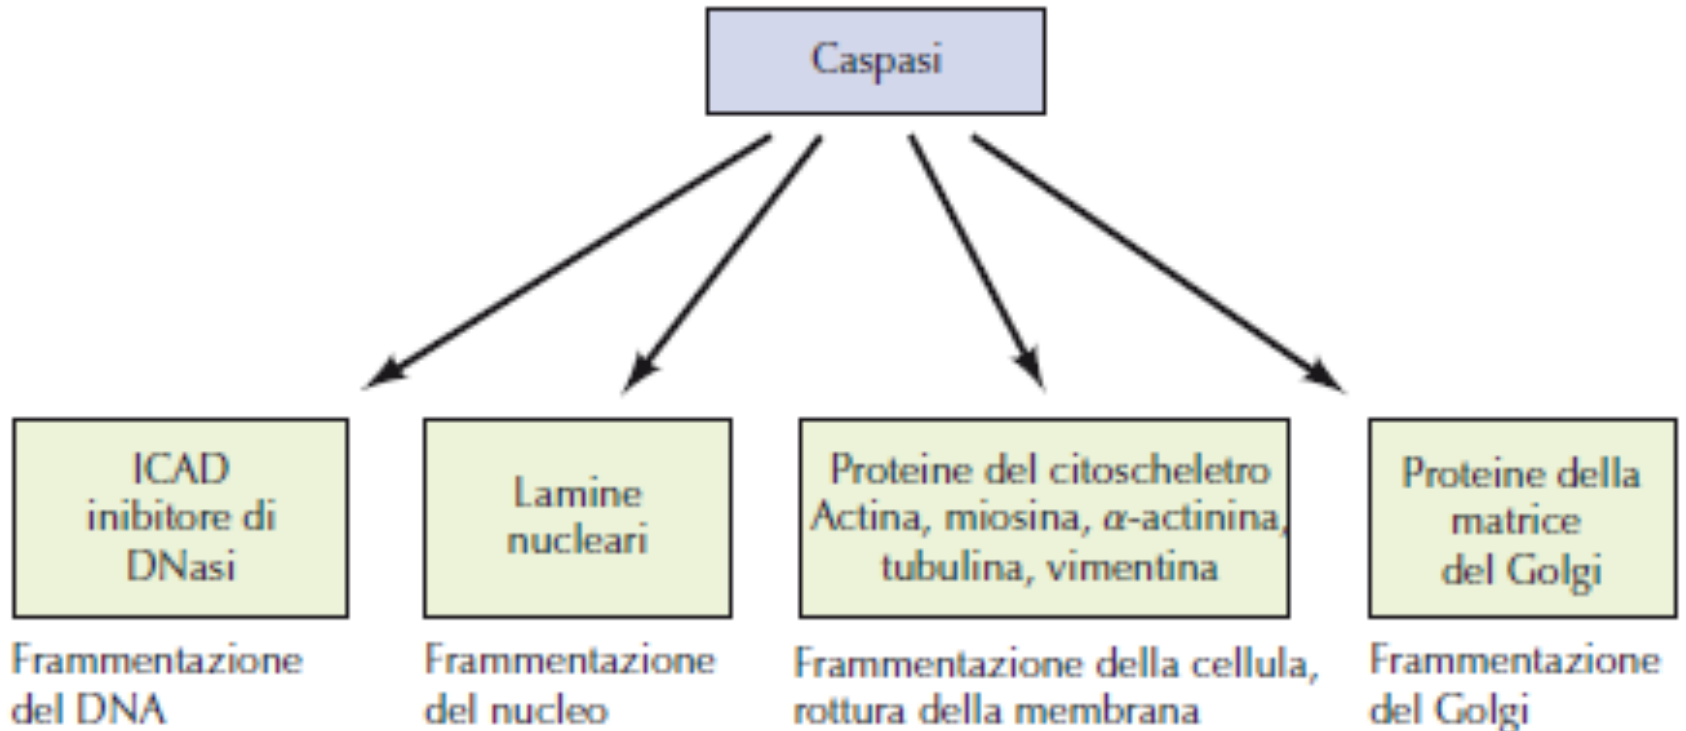 Caspasi
ICAD
inibitore di
DNasi
Lamine
nucleari
Proteine del citoscheletro
Actina, miosina, α-actinina,
tubulina, vimentina
Proteine della
matrice
del Golgi
Frammentazione
del DNA
Frammentazione
del nucleo
Frammentazione della cellula,
rottura della membrana
Frammentazione
del Golgi